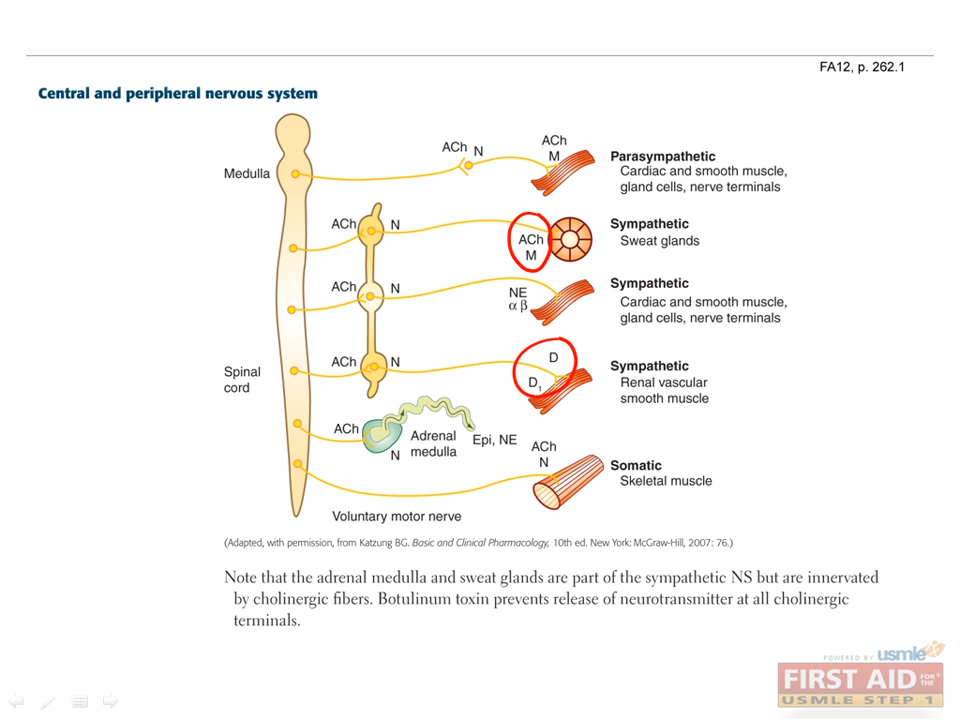 FA12, p. 262.1
Central and peripheral nervous system
Medulla
ACh N
ACh
M
Parasympathetic
Cardiac and smooth muscle,
gland cells, nerve terminals
ACh N
ACh
M
Sympathetic
Sweat glands
ACh N
NE
α β
Sympathetic
Cardiac and smooth muscle,
gland cells, nerve terminals
Spinal
cord
ACh N
D
D₁
Sympathetic
Renal vascular
smooth muscle
ACh
N
Adrenal
medulla
Epi, NE
ACh
N
Somatic
Skeletal muscle
Voluntary motor nerve
(Adapted, with permission, from Katzung BG. Basic and Clinical Pharmacology, 10th ed. New York: McGraw-Hill, 2007: 76.)
Note that the adrenal medulla and sweat glands are part of the sympathetic NS but are innervated
by cholinergic fibers. Botulinum toxin prevents release of neurotransmitter at all cholinergic
terminals.
POWERED BY usmle
FIRST AID FOR THE
USMLE STEP 1